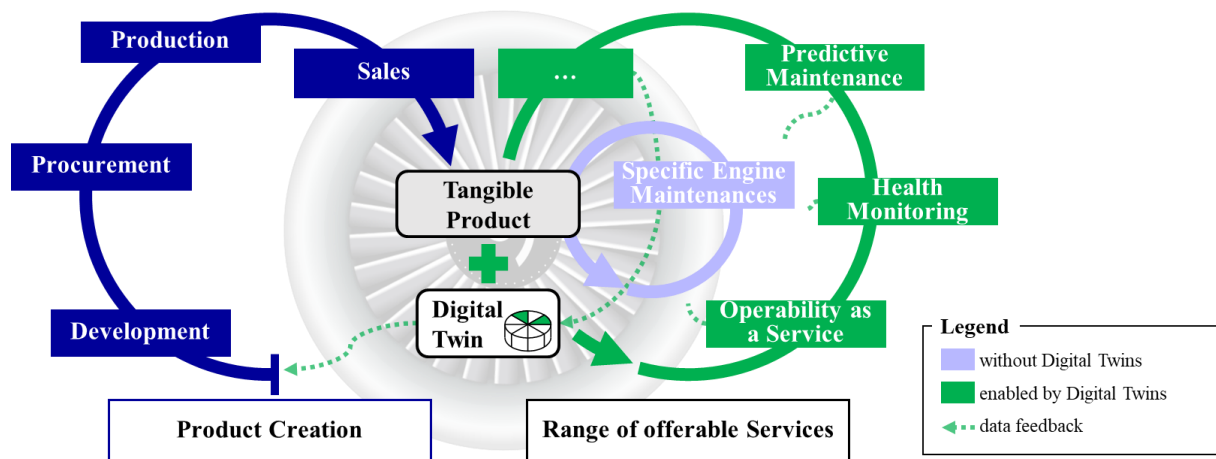 Production
Sales
...
Predictive
Maintenance
Procurement
Specific Engine
Maintenances
Health
Monitoring
Tangible
Product
Development
Digital
Twin
Operability as
a Service
Product Creation
Range of offerable Services
Legend
without Digital Twins
enabled by Digital Twins
data feedback